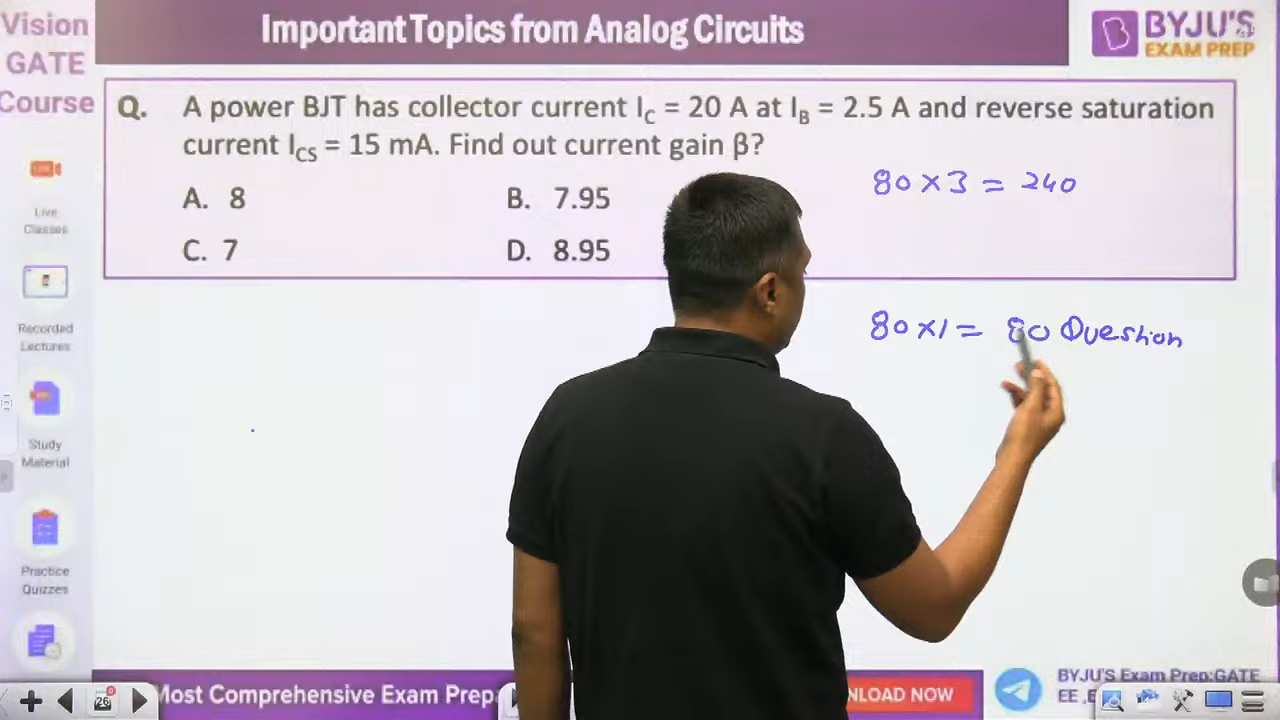 Vision
GATE
Course
Important Topics from Analog Circuits
BYJU'S
EXAM PREP
Q. A power BJT has collector current I_C = 20 A at I_B = 2.5 A and reverse saturation
current I_CS = 15 mA. Find out current gain β?
A. 8
B. 7.95
C. 7
D. 8.95
80 × 3 = 240
80 × 1 = 80 Question
Live
Classes
Recorded
Lectures
Study
Material
Practice
Quizzes
Most Comprehensive Exam Prep
NLOAD NOW
BYJU'S Exam Prep:GATE
EE
26